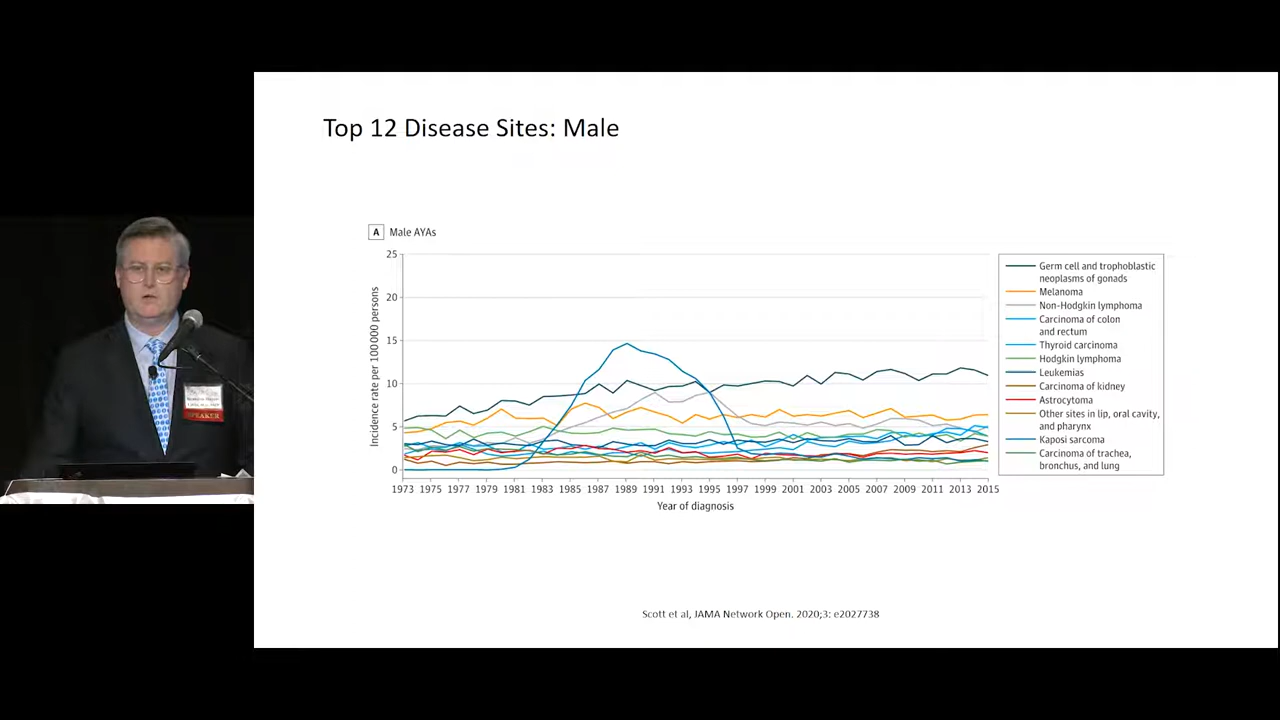 Top 12 Disease Sites: Male
A Male AYAs
Incidence rate per 100 000 persons
25
20
15
10
5
0
1973 1975 1977 1979 1981 1983 1985 1987 1989 1991 1993 1995 1997 1999 2001 2003 2005 2007 2009 2011 2013 2015
Year of diagnosis
Germ cell and trophoblastic
neoplasms of gonads
Melanoma
Non-Hodgkin lymphoma
Carcinoma of colon
and rectum
Thyroid carcinoma
Hodgkin lymphoma
Leukemias
Carcinoma of kidney
Astrocytoma
Other sites in lip, oral cavity,
and pharynx
Kaposi sarcoma
Carcinoma of trachea,
bronchus, and lung
Scott et al, JAMA Network Open. 2020;3: e2027738
SPEAKER